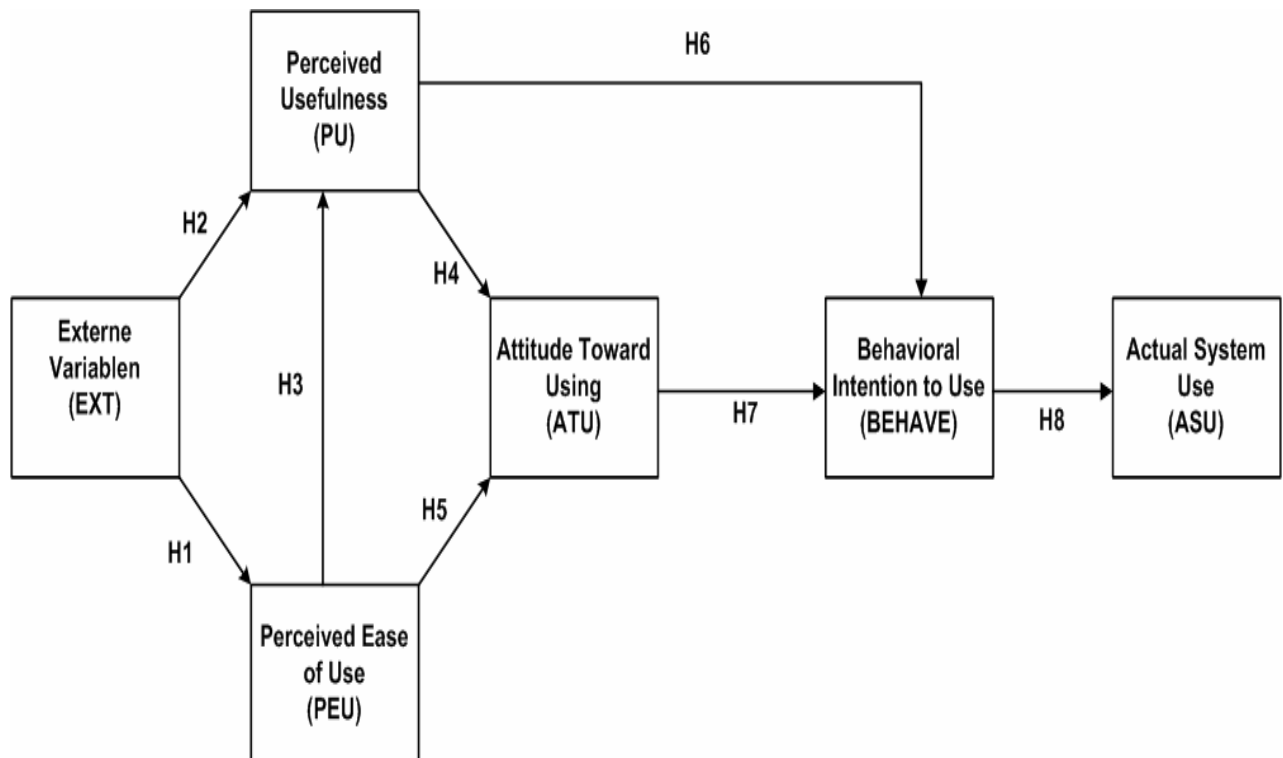 Perceived
Usefulness
(PU)
H6
H2
H4
Externe
Variablen
(EXT)
H3
Attitude Toward
Using
(ATU)
H7
Behavioral
Intention to Use
(BEHAVE)
H8
Actual System
Use
(ASU)
H1
H5
Perceived Ease
of Use
(PEU)